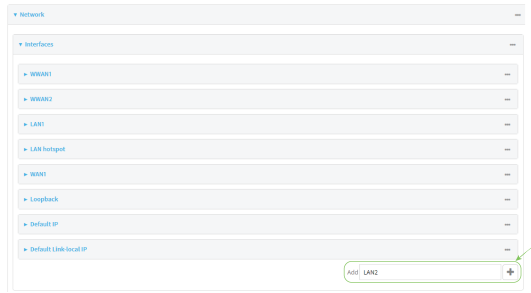 Network
Interfaces
WWAN1
WWAN2
LAN1
LAN hotspot
WAN1
Loopback
Default IP
Default Link-local IP
Add LAN2